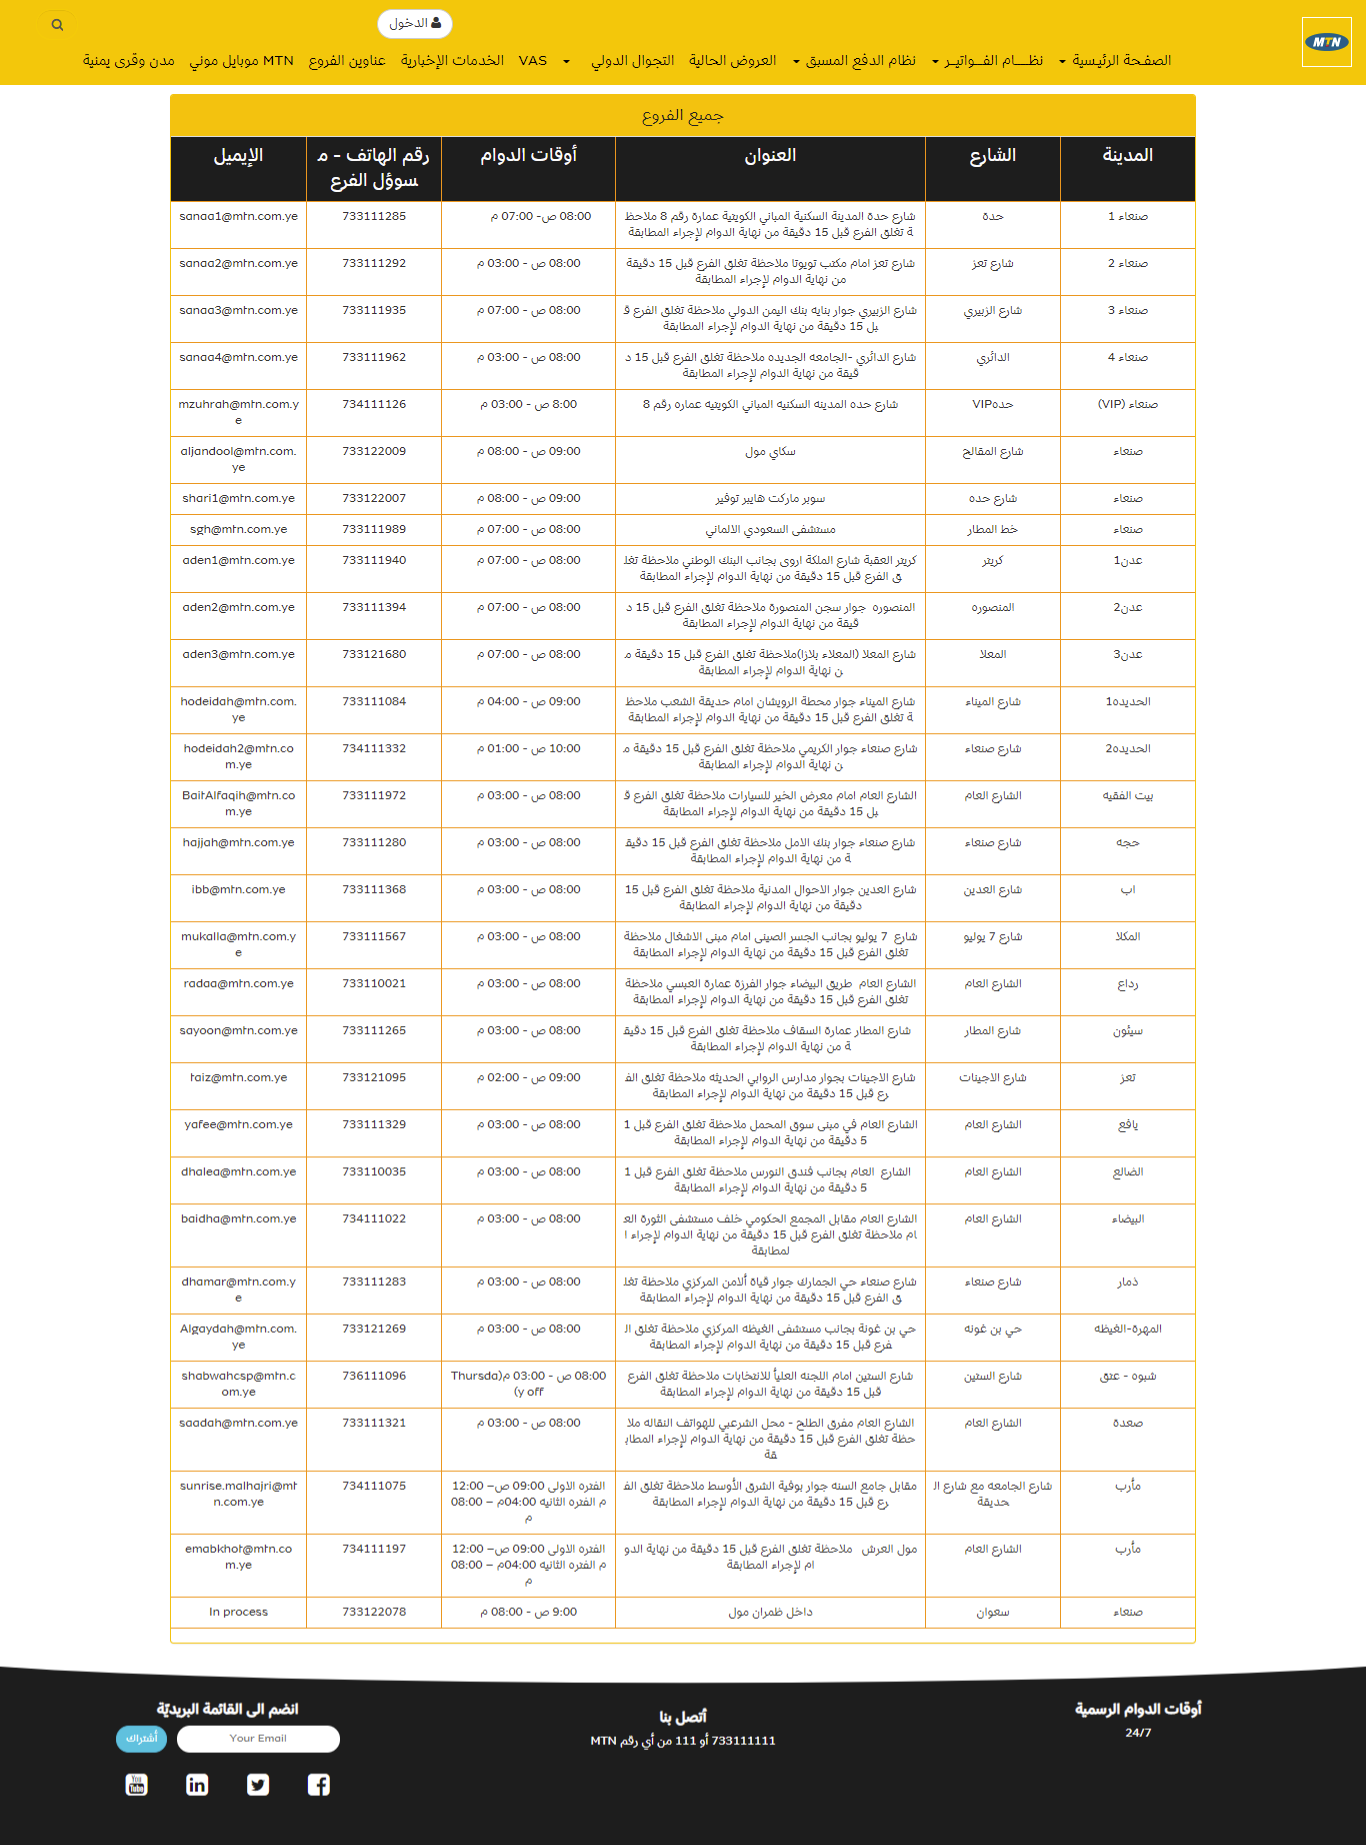 الدخول
MTN
الصفحة الرئيسية
نظـــام الفــواتيــر
نظام الدفع المسبق
العروض الحالية
التجوال الدولي
VAS
الخدمات الإخبارية
عناوين الفروع
MTN موبايل موني
مدن وقرى يمنية
جميع الفروع
المدينة
الشارع
العنوان
أوقات الدوام
رقم الهاتف - م
سوؤل الفرع
الإيميل
صنعاء 1
حدة
شارع حدة المدينة السكنية المباني الكويتية عمارة رقم 8 ملاحظ
ة تغلق الفرع قبل 15 دقيقة من نهاية الدوام لإجراء المطابقة
08:00 ص- 07:00 م
733111285
sanaa1@mtn.com.ye
صنعاء 2
شارع تعز
شارع تعز امام مكتب تويوتا ملاحظة تغلق الفرع قبل 15 دقيقة
من نهاية الدوام لإجراء المطابقة
08:00 ص - 03:00 م
733111292
sanaa2@mtn.com.ye
صنعاء 3
شارع الزبيري
شارع الزبيري جوار بنايه بنك اليمن الدولي ملاحظة تغلق الفرع ق
بل 15 دقيقة من نهاية الدوام لإجراء المطابقة
08:00 ص - 07:00 م
733111935
sanaa3@mtn.com.ye
صنعاء 4
الدائري
شارع الدائري -الجامعه الجديده ملاحظة تغلق الفرع قبل 15 د
قيقة من نهاية الدوام لإجراء المطابقة
08:00 ص - 03:00 م
733111962
sanaa4@mtn.com.ye
صنعاء (VIP)
حدهVIP
شارع حده المدينه السكنيه المباني الكويتيه عماره رقم 8
8:00 ص - 03:00 م
734111126
mzuhrah@mtn.com.y
e
صنعاء
شارع المقالح
سكاي مول
09:00 ص - 08:00 م
733122009
aljandool@mtn.com.
ye
صنعاء
شارع حده
سوبر ماركت هايبر توفير
09:00 ص - 08:00 م
733122007
shari1@mtn.com.ye
صنعاء
خط المطار
مستشفى السعودي الالماني
08:00 ص - 07:00 م
733111989
sgh@mtn.com.ye
عدن1
كريتر
كريتر العقبة شارع الملكة اروى بجانب البنك الوطني ملاحظة تغل
ق الفرع قبل 15 دقيقة من نهاية الدوام لإجراء المطابقة
08:00 ص - 07:00 م
733111940
aden1@mtn.com.ye
عدن2
المنصوره
المنصوره  جوار سجن المنصورة ملاحظة تغلق الفرع قبل 15 د
قيقة من نهاية الدوام لإجراء المطابقة
08:00 ص - 07:00 م
733111394
aden2@mtn.com.ye
عدن3
المعلا
شارع المعلا (المعلاء بلازا)ملاحظة تغلق الفرع قبل 15 دقيقة م
ن نهاية الدوام لإجراء المطابقة
08:00 ص - 07:00 م
733121680
aden3@mtn.com.ye
الحديده1
شارع الميناء
شارع الميناء جوار محطة الرويشان امام حديقة الشعب ملاحظ
ة تغلق الفرع قبل 15 دقيقة من نهاية الدوام لإجراء المطابقة
09:00 ص - 04:00 م
733111084
hodeidah@mtn.com.
ye
الحديده2
شارع صنعاء
شارع صنعاء جوار الكريمي ملاحظة تغلق الفرع قبل 15 دقيقة م
ن نهاية الدوام لإجراء المطابقة
10:00 ص - 01:00 م
734111332
hodeidah2@mtn.co
m.ye
بيت الفقيه
الشارع العام
الشارع العام امام معرض الخير للسيارات ملاحظة تغلق الفرع ق
بل 15 دقيقة من نهاية الدوام لإجراء المطابقة
08:00 ص - 03:00 م
733111972
BaitAlfaqih@mtn.co
m.ye
حجه
شارع صنعاء
شارع صنعاء جوار بنك الامل ملاحظة تغلق الفرع قبل 15 دقيق
ة من نهاية الدوام لإجراء المطابقة
08:00 ص - 03:00 م
733111280
hajjah@mtn.com.ye
اب
شارع العدين
شارع العدين جوار الاحوال المدنية ملاحظة تغلق الفرع قبل 15
دقيقة من نهاية الدوام لإجراء المطابقة
08:00 ص - 03:00 م
733111368
ibb@mtn.com.ye
المكلا
شارع 7 يوليو
شارع  7 يوليو بجانب الجسر الصيني امام مبنى الاشغال ملاحظة
تغلق الفرع قبل 15 دقيقة من نهاية الدوام لإجراء المطابقة
08:00 ص - 03:00 م
733111567
mukalla@mtn.com.y
e
رداع
الشارع العام
الشارع العام  طريق البيضاء جوار الفرزة عمارة العبسي ملاحظة
تغلق الفرع قبل 15 دقيقة من نهاية الدوام لإجراء المطابقة
08:00 ص - 03:00 م
733110021
radaa@mtn.com.ye
سيئون
شارع المطار
شارع المطار عمارة السقاف ملاحظة تغلق الفرع قبل 15 دقيق
ة من نهاية الدوام لإجراء المطابقة
08:00 ص - 03:00 م
733111265
sayoon@mtn.com.ye
تعز
شارع الاجينات
شارع الاجينات بجوار مدارس الروابي الحديثه ملاحظة تغلق الف
رع قبل 15 دقيقة من نهاية الدوام لإجراء المطابقة
09:00 ص - 02:00 م
733121095
taiz@mtn.com.ye
يافع
الشارع العام
الشارع العام في مبنى سوق المحمل ملاحظة تغلق الفرع قبل 1
5 دقيقة من نهاية الدوام لإجراء المطابقة
08:00 ص - 03:00 م
733111329
yafee@mtn.com.ye
الضالع
الشارع العام
الشارع  العام بجانب فندق النورس ملاحظة تغلق الفرع قبل 1
5 دقيقة من نهاية الدوام لإجراء المطابقة
08:00 ص - 03:00 م
733110035
dhalea@mtn.com.ye
البيضاء
الشارع العام
الشارع العام مقابل المجمع الحكومي خلف مستشفى الثورة الع
ام ملاحظة تغلق الفرع قبل 15 دقيقة من نهاية الدوام لإجراء ا
لمطابقة
08:00 ص - 03:00 م
734111022
baidha@mtn.com.ye
ذمار
شارع صنعاء
شارع صنعاء حي الجمارك جوار قياة ألامن المركزي ملاحظة تغل
ق الفرع قبل 15 دقيقة من نهاية الدوام لإجراء المطابقة
08:00 ص - 03:00 م
733111283
dhamar@mtn.com.y
e
المهرة-الغيظه
حي بن غونه
حي بن غونة بجانب مستشفى الغيظه المركزي ملاحظة تغلق ال
فرع قبل 15 دقيقة من نهاية الدوام لإجراء المطابقة
08:00 ص - 03:00 م
733121269
Algaydah@mtn.com.
ye
شبوه - عتق
شارع الستين
شارع الستين امام اللجنه العليأ للانتخابات ملاحظة تغلق الفرع
قبل 15 دقيقة من نهاية الدوام لإجراء المطابقة
08:00 ص - 03:00 م(Thursda
y off)
736111096
shabwahcsp@mtn.c
om.ye
صعدة
الشارع العام
الشارع العام مفرق الطلح - محل الشرعبي للهواتف النقاله ملا
حظة تغلق الفرع قبل 15 دقيقة من نهاية الدوام لإجراء المطاب
قة
08:00 ص - 03:00 م
733111321
saadah@mtn.com.ye
مأرب
شارع الجامعه مع شارع ال
حديقة
مقابل جامع السنه جوار بوفية الشرق الأوسط ملاحظة تغلق الف
رع قبل 15 دقيقة من نهاية الدوام لإجراء المطابقة
الفتره الاولى 09:00 ص– 12:00
م الفتره الثانيه 04:00م – 08:00
م
734111075
sunrise.malhajri@mt
n.com.ye
مأرب
الشارع العام
مول العرش   ملاحظة تغلق الفرع قبل 15 دقيقة من نهاية الدو
ام لإجراء المطابقة
الفتره الاولى 09:00 ص– 12:00
م الفتره الثانيه 04:00م – 08:00
م
734111197
emabkhot@mtn.co
m.ye
صنعاء
سعوان
داخل ظمران مول
9:00 ص - 08:00 م
733122078
In process
أوقات الدوام الرسمية
24/7
أتصل بنا
733111111 أو 111 من أي رقم MTN
انضم الى القائمة البريديّة
Your Email
أشتراك